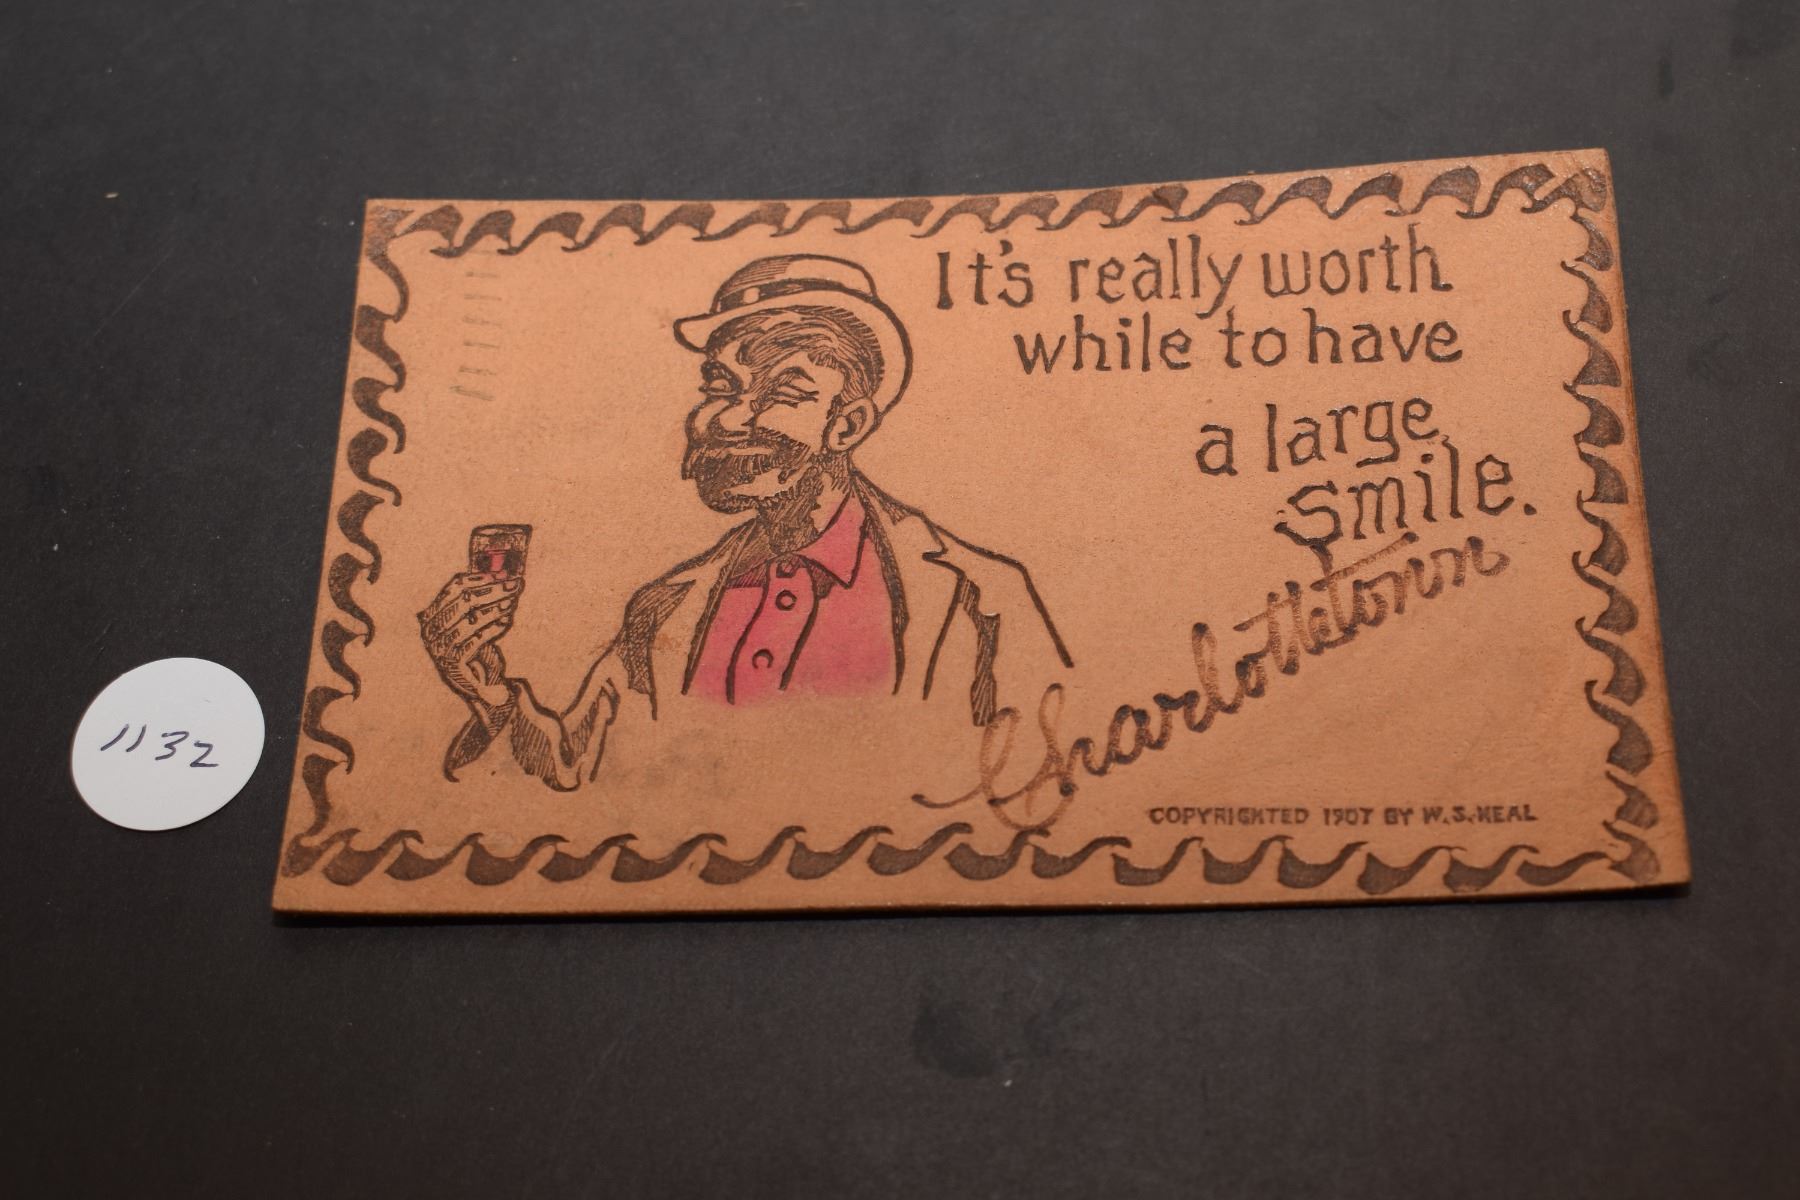 It's really worth
while to have
a large
smile.
Charlottetown
COPYRIGHTED 1907 BY W.S. HEAL
1132